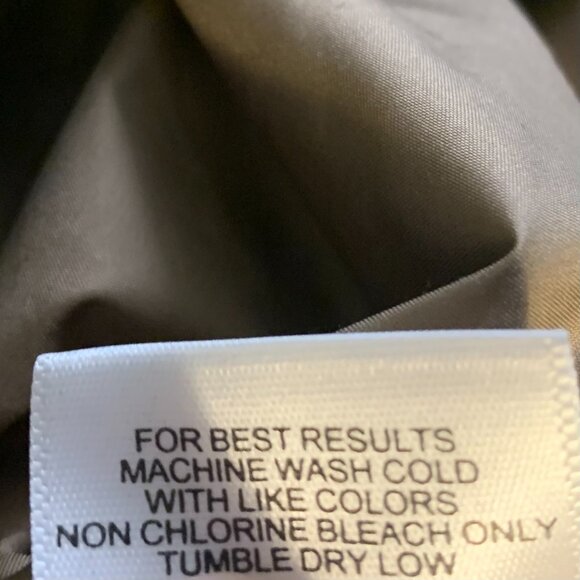 FOR BEST RESULTS
MACHINE WASH COLD
WITH LIKE COLORS
NON CHLORINE BLEACH ONLY
TUMBLE DRY LOW